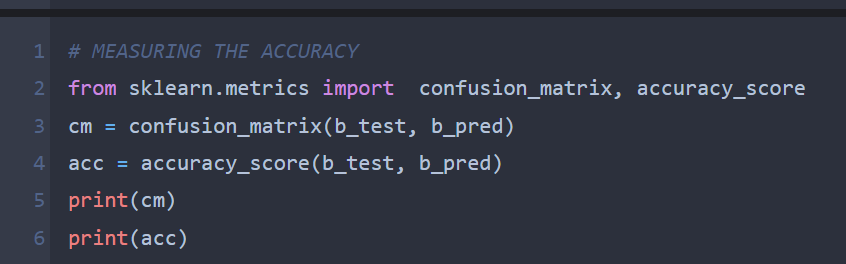 1 # MEASURING THE ACCURACY
2 from sklearn.metrics import  confusion_matrix, accuracy_score
3 cm = confusion_matrix(b_test, b_pred)
4 acc = accuracy_score(b_test, b_pred)
5 print(cm)
6 print(acc)